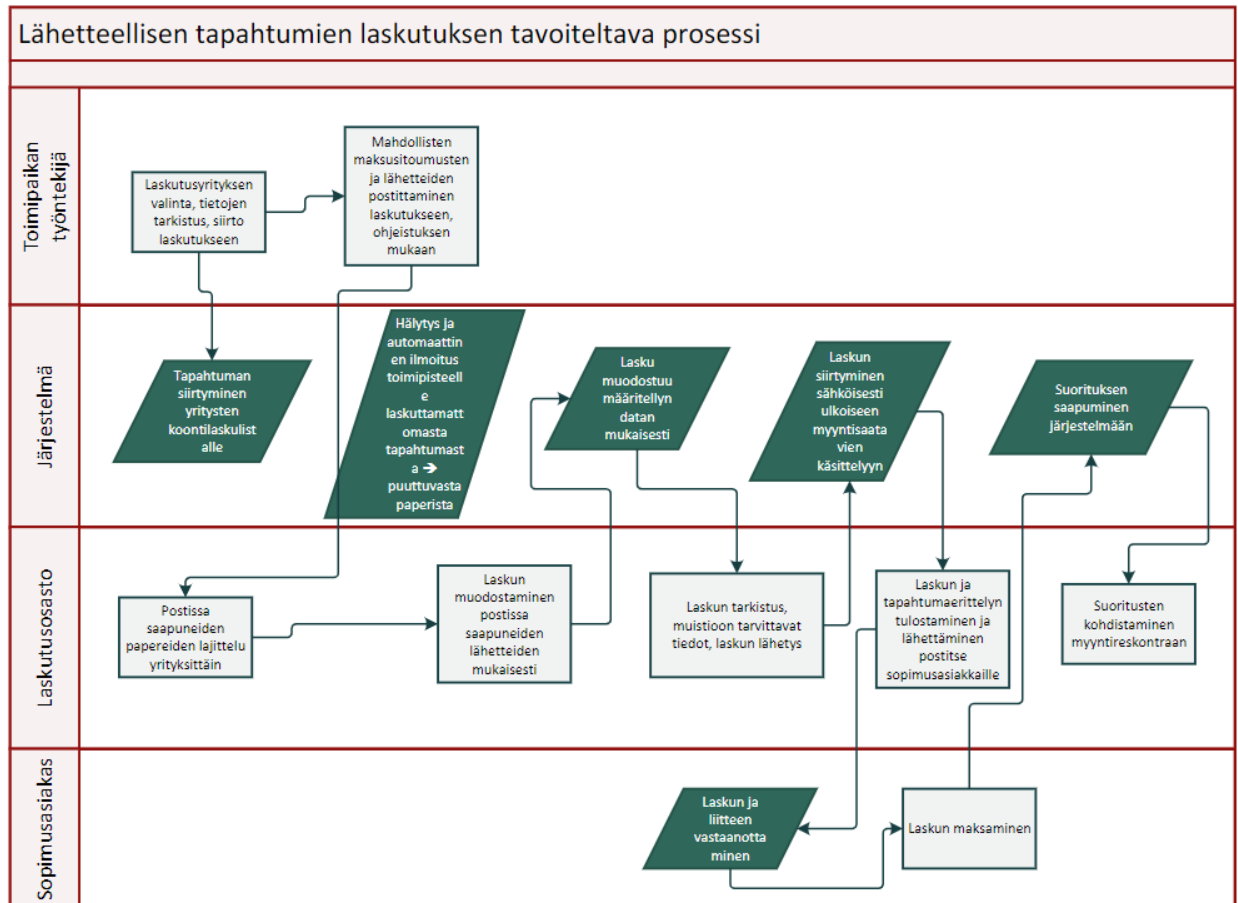 Lähetteellisen tapahtumien laskutuksen tavoiteltava prosessi
Toimipaikan
työntekijä
Laskutusyrityksen
valinta, tietojen
tarkistus, siirto
laskutukseen
Mahdollisten
maksusitoumusten
ja lähetteiden
postittaminen
laskutukseen,
ohjeistuksen
mukaan
Järjestelmä
Tapahtuman
siirtyminen
yritysten
koontilaskulist
alle
Hälytys ja
automaattin
en ilmoitus
toimipisteell
e
laskuttamatt
omasta
tapahtumast
a ➔
puuttuvasta
paperista
Lasku
muodostuu
määritellyn
datan
mukaisesti
Laskun
siirtyminen
sähköisesti
ulkoiseen
myyntisaata
vien
käsittelyyn
Suorituksen
saapuminen
järjestelmään
Laskutusosasto
Postissa
saapuneiden
papereiden lajittelu
yrityksittäin
Laskun
muodostaminen
postissa
saapuneiden
lähetteiden
mukaisesti
Laskun tarkistus,
muistioon tarvittavat
tiedot, laskun lähetys
Laskun ja
tapahtumaerittelyn
tulostaminen ja
lähettäminen
postitse
sopimusasiakkaille
Suoritusten
kohdistaminen
myyntireskontraan
Sopimusasiakas
Laskun ja
liitteen
vastaanotta
minen
Laskun maksaminen